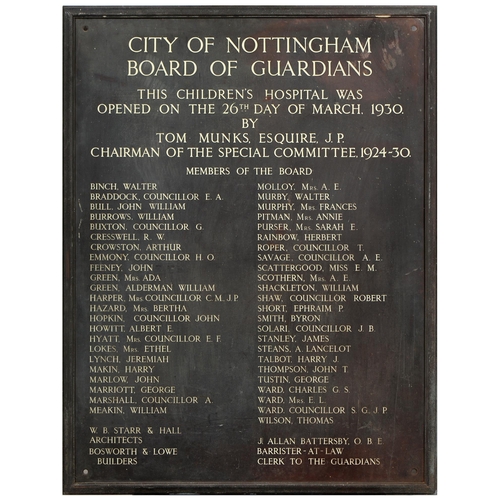 CITY OF NOTTINGHAM
BOARD OF GUARDIANS
THIS CHILDREN'S HOSPITAL WAS
OPENED ON THE 26TH DAY OF MARCH, 1930.
BY
TOM MUNKS, ESQUIRE, J.P.
CHAIRMAN OF THE SPECIAL COMMITTEE, 1924-30.
MEMBERS OF THE BOARD
BINCH, WALTER
BRADDOCK, COUNCILLOR E. A.
BULL, JOHN WILLIAM
BURROWS, WILLIAM
BUXTON, COUNCILLOR G.
CRESSWELL, R. W.
CROWSTON, ARTHUR
EMMONY, COUNCILLOR H. O.
FEENEY, JOHN
GREEN, MRS. ADA
GREEN, ALDERMAN WILLIAM
HARPER, MRS COUNCILLOR C. M. J.P
HAZARD, MRS. BERTHA
HOPKIN, COUNCILLOR JOHN
HOWITT, ALBERT E.
HYATT, MRS. COUNCILLOR E. F.
LOKES, MRS. ETHEL
LYNCH, JEREMIAH
MAKIN, HARRY
MARLOW, JOHN
MARRIOTT, GEORGE
MARSHALL, COUNCILLOR A.
MEAKIN, WILLIAM
W. B. STARR & HALL,
ARCHITECTS
BOSWORTH & LOWE
BUILDERS
MOLLOY, MRS. A. E.
MURBY, WALTER
MURPHY, MRS. FRANCES
PITMAN, MRS. ANNIE
PURSER, MRS. SARAH E.
RAINBOW, HERBERT
ROPER, COUNCILLOR T.
SAVAGE, COUNCILLOR A. E.
SCATTERGOOD, MISS E. M.
SCOTHERN, MRS. A. E.
SHACKLETON, WILLIAM
SHAW, COUNCILLOR ROBERT
SHORT, EPHRAIM P.
SMITH, BYRON
SOLARI, COUNCILLOR J. B.
STANLEY, JAMES
STEANS, A. LANCELOT
TALBOT, HARRY J.
THOMPSON, JOHN T.
TUSTIN, GEORGE
WARD, CHARLES G. S.
WARD, MRS. E. L.
WARD, COUNCILLOR S. G., J. P.
WILSON, THOMAS
J. ALLAN BATTERSBY, O. B. E.
BARRISTER-AT-LAW
CLERK TO THE GUARDIANS